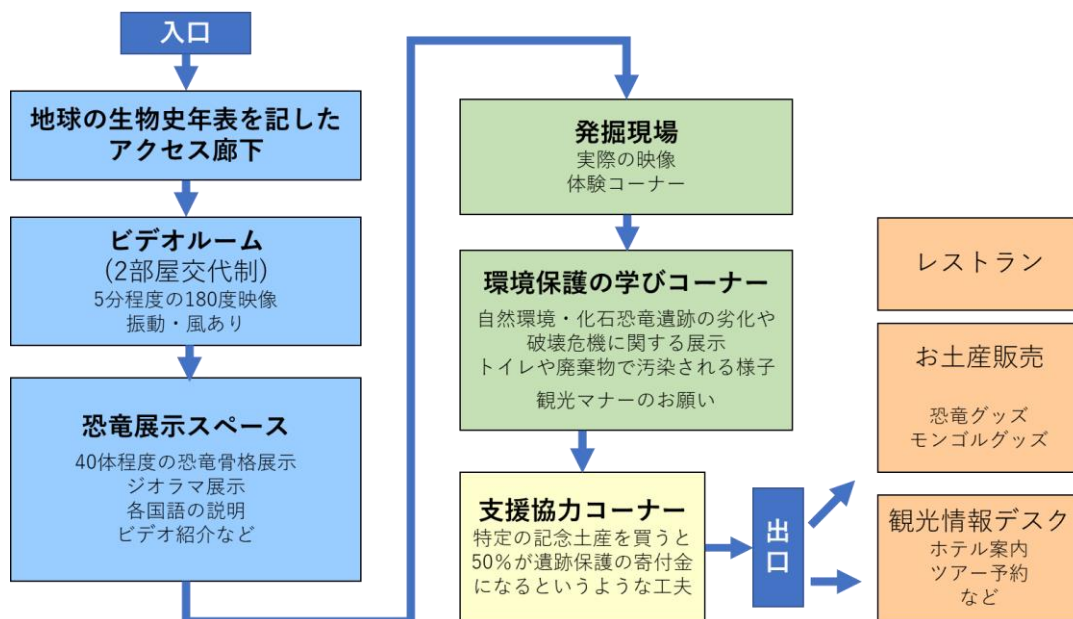 入口
地球の生物史年表を記した
アクセス廊下
ビデオルーム
(2部屋交代制)
5分程度の180度映像
振動・風あり
恐竜展示スペース
40体程度の恐竜骨格展示
ジオラマ展示
各国語の説明
ビデオ紹介など
発掘現場
実際の映像
体験コーナー
環境保護の学びコーナー
自然環境・化石恐竜遺跡の劣化や
破壊危機に関する展示
トイレや廃棄物で汚染される様子
観光マナーのお願い
支援協力コーナー
特定の記念土産を買うと
50%が遺跡保護の寄付金
になるというような工夫
出口
レストラン
お土産販売
恐竜グッズ
モンゴルグッズ
観光情報デスク
ホテル案内
ツアー予約
など